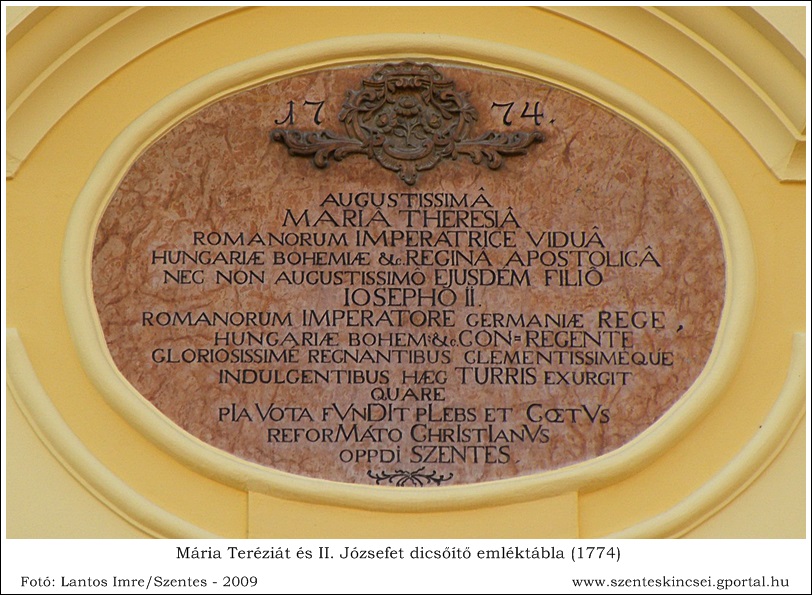 1774.
AUGUSTISSIMÂ
MARIA THERESIÂ
ROMANORUM IMPERATRICE VIDUÂ
HUNGARIÆ BOHEMIÆ &c. REGINA APOSTOLICÂ
NEC NON AUGUSTISSIMÔ EJUSDEM FILIÔ
IOSEPHÔ II.
ROMANORUM IMPERATORE GERMANIÆ REGE,
HUNGARIÆ BOHEM: &c. CON=REGENTE
GLORIOSISSIME REGNANTIBUS CLEMENTISSIMEQUE
INDULGENTIBUS HÆC TURRIS EXURGIT
QUARE
pIa VOTA fVnDIt pLebs et CœtVs
reforMato ChrIstIanVs
OPPDI SZENTES.
Mária Teréziát és II. Józsefet dicsőítő emléktábla (1774)
Fotó: Lantos Imre/Szentes - 2009
www.szenteskincsei.gportal.hu